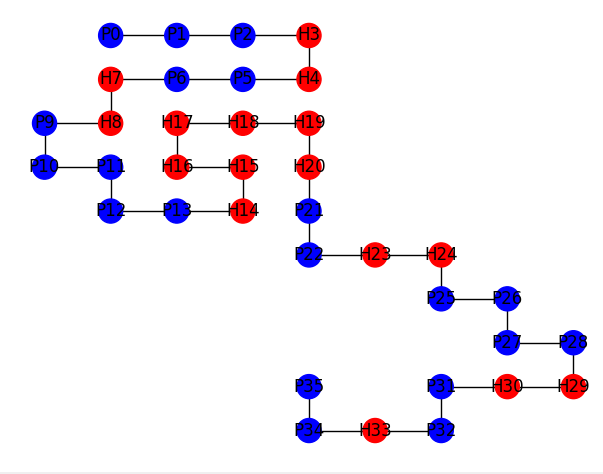 P0 P1 P2 H3
H7 P6 P5 H4
P9 H8 H17 H18 H19
P10 P11 H16 H15 H20
P12 P13 H14 P21
P22 H23 H24
P25 P26
P27 P28
P35 P31 H30 H29
P34 H33 P32